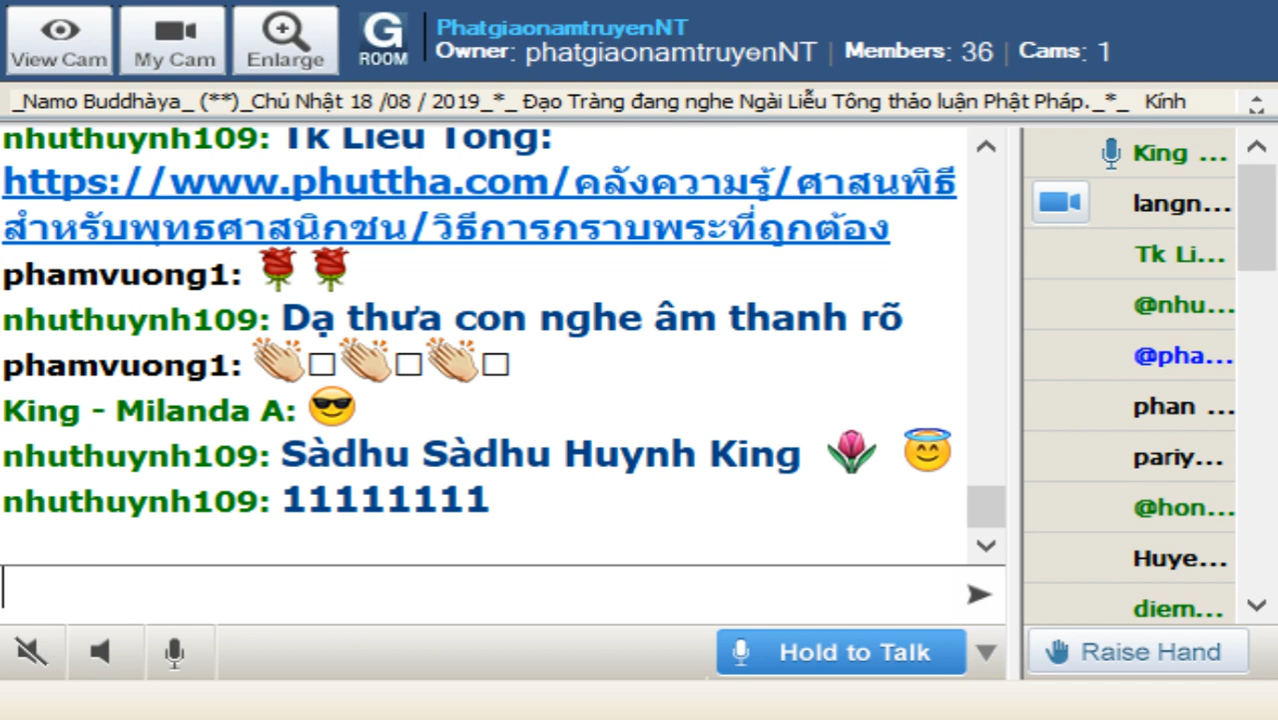 View Cam
My Cam
Enlarge
G
ROOM
PhatgiaonamtruyenNT
Owner: phatgiaonamtruyenNT | Members: 36 | Cams: 1
_Namo Buddhàya_ (**)_Chủ Nhật 18 /08 / 2019_*_ Đạo Tràng đang nghe Ngài Liễu Tông thảo luận Phật Pháp._*_ Kính
nhuthuynh109: Tk Liễu Tông:
https://www.phuttha.com/คลังความรู้/ศาสนพิธี
สำหรับพุทธศาสนิกชน/วิธีการกราบพระที่ถูกต้อง
phamvuong1:
nhuthuynh109: Dạ thưa con nghe âm thanh rõ
phamvuong1:
King - Milanda A:
nhuthuynh109: Sàdhu Sàdhu Huynh King
nhuthuynh109: 11111111
King ...
langn...
Tk Li...
@nhu...
@pha...
phan ...
pariy...
@hon...
Huye...
diem...
Hold to Talk
Raise Hand